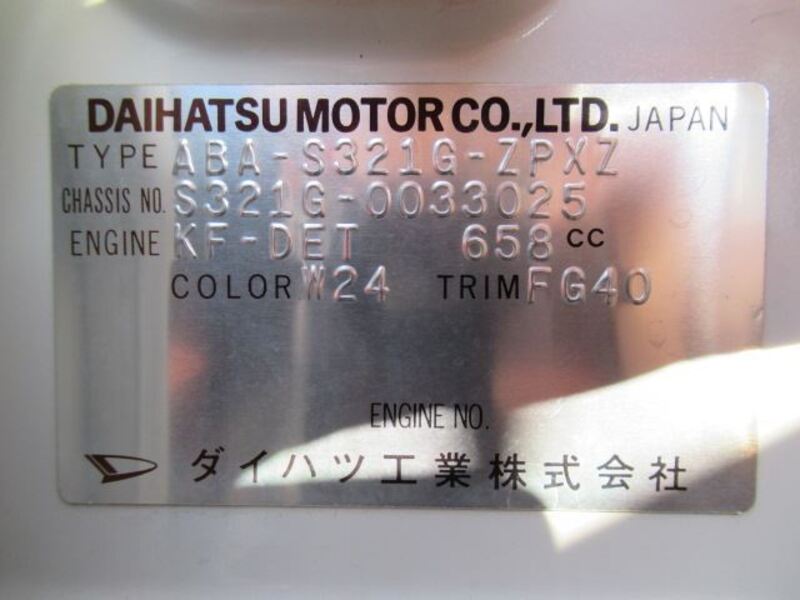 DAIHATSU MOTOR CO.,LTD. JAPAN
TYPE ABA-S321G-ZPXZ
CHASSIS NO. S321G-0033025
ENGINE KF-DET 658 CC
COLOR W24 TRIM FG40
ENGINE NO.
ダイハツ工業株式会社